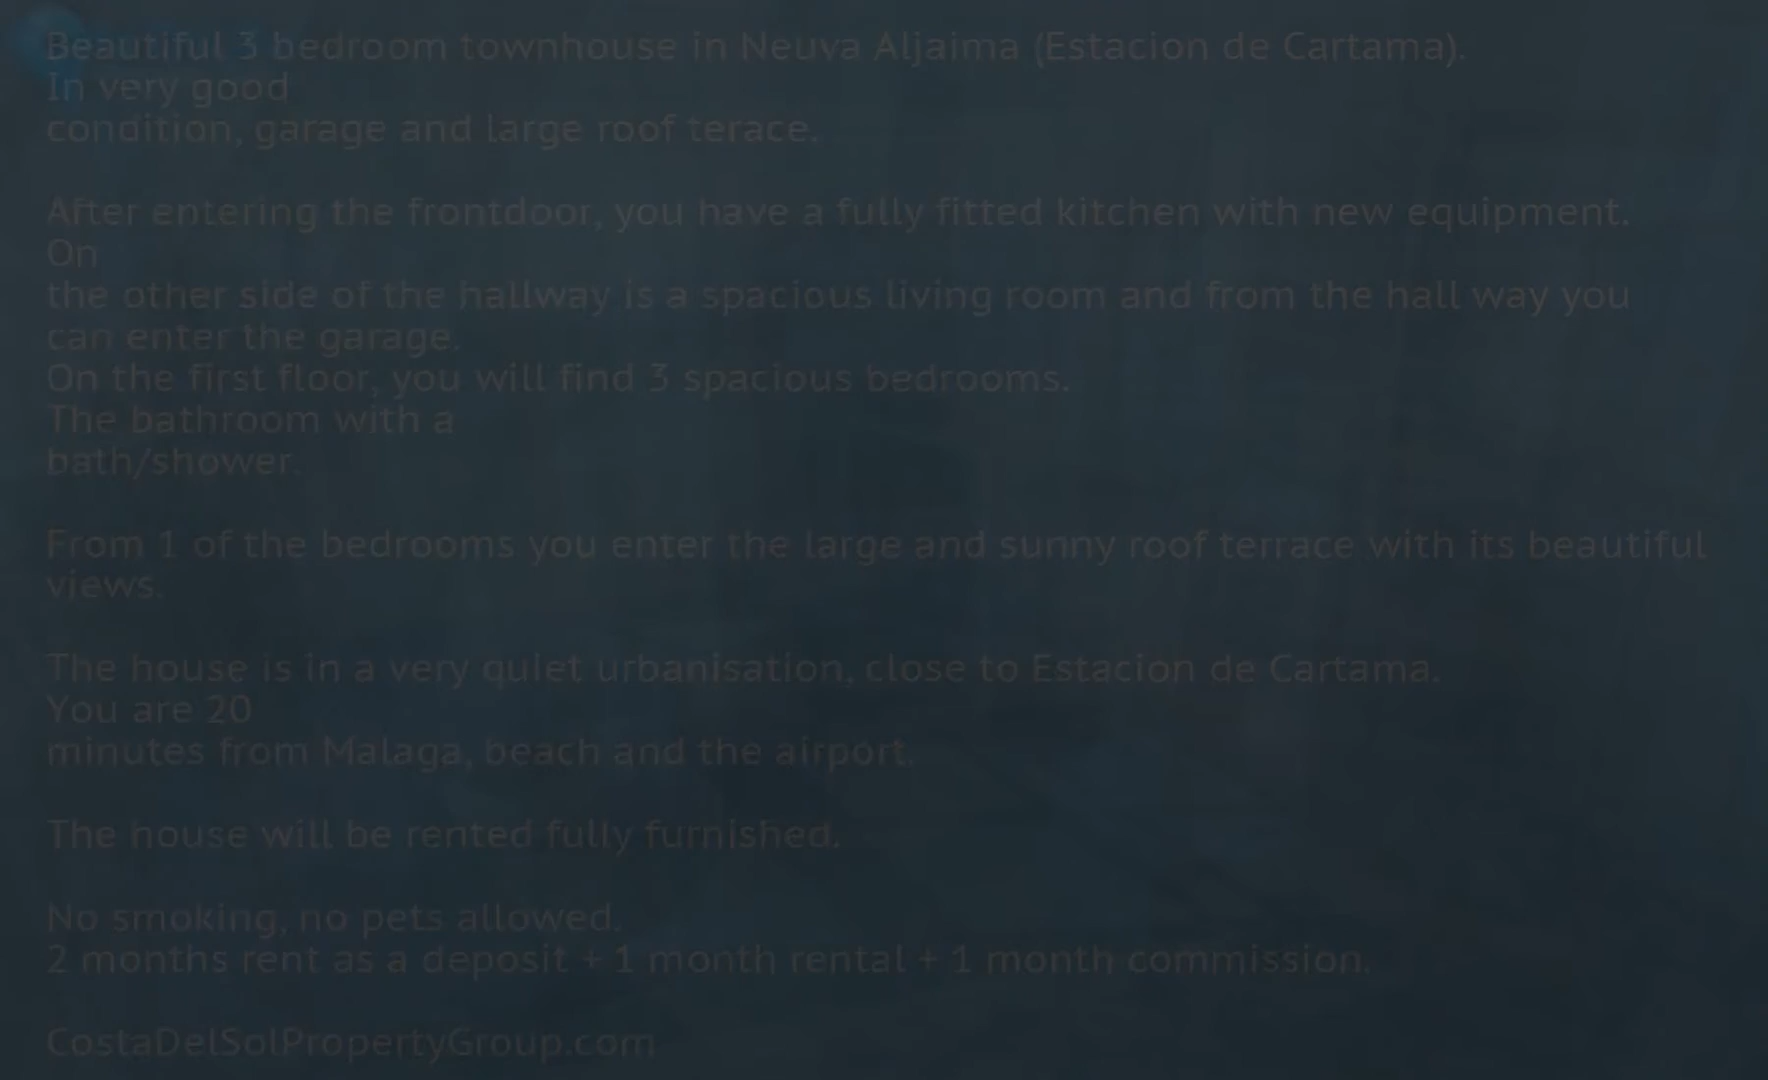 Beautiful 3 bedroom townhouse in Neuva Aljaima (Estacion de Cartama).
In very good
condition, garage and large roof terace.
After entering the frontdoor, you have a fully fitted kitchen with new equipment.
On
the other side of the hallway is a spacious living room and from the hall way you
can enter the garage.
On the first floor, you will find 3 spacious bedrooms.
The bathroom with a
bath/shower.
From 1 of the bedrooms you enter the large and sunny roof terrace with its beautiful
views.
The house is in a very quiet urbanisation, close to Estacion de Cartama.
You are 20
minutes from Malaga, beach and the airport.
The house will be rented fully furnished.
No smoking, no pets allowed.
2 months rent as a deposit + 1 month rental + 1 month commission.
CostaDelSolPropertyGroup.com